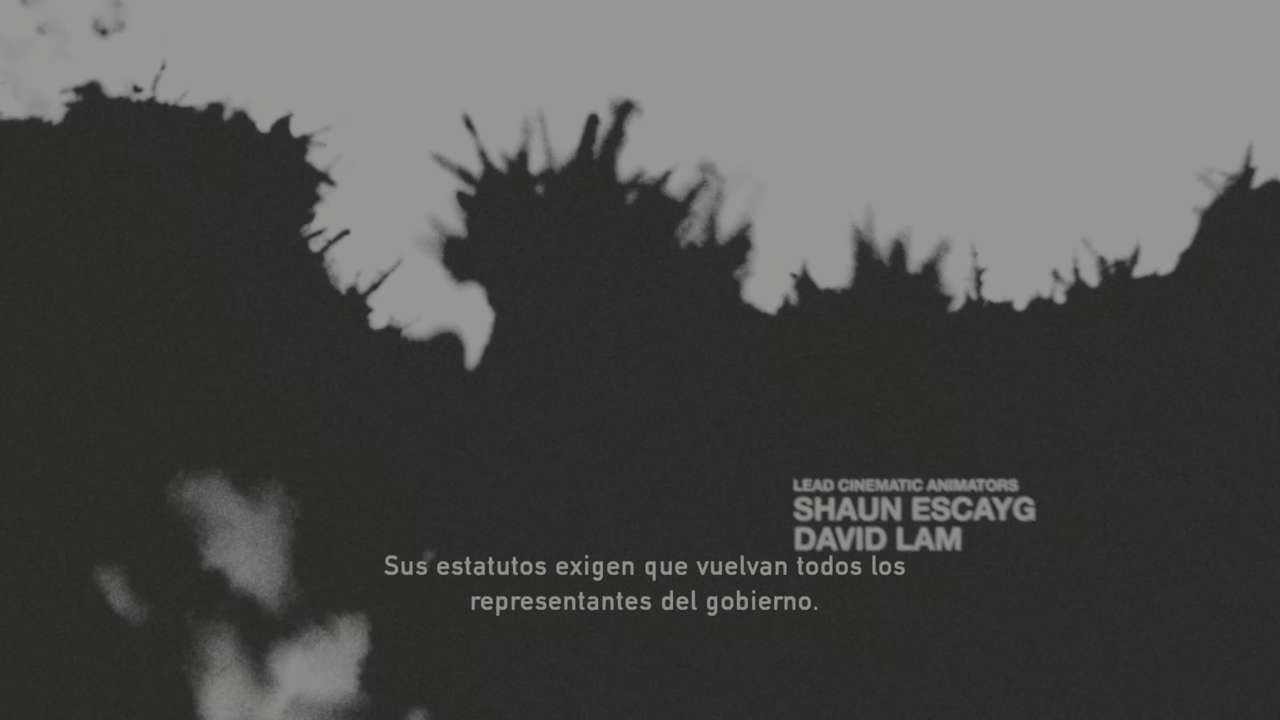 LEAD CINEMATIC ANIMATORS
SHAUN ESCAYG
DAVID LAM
Sus estatutos exigen que vuelvan todos los
representantes del gobierno.